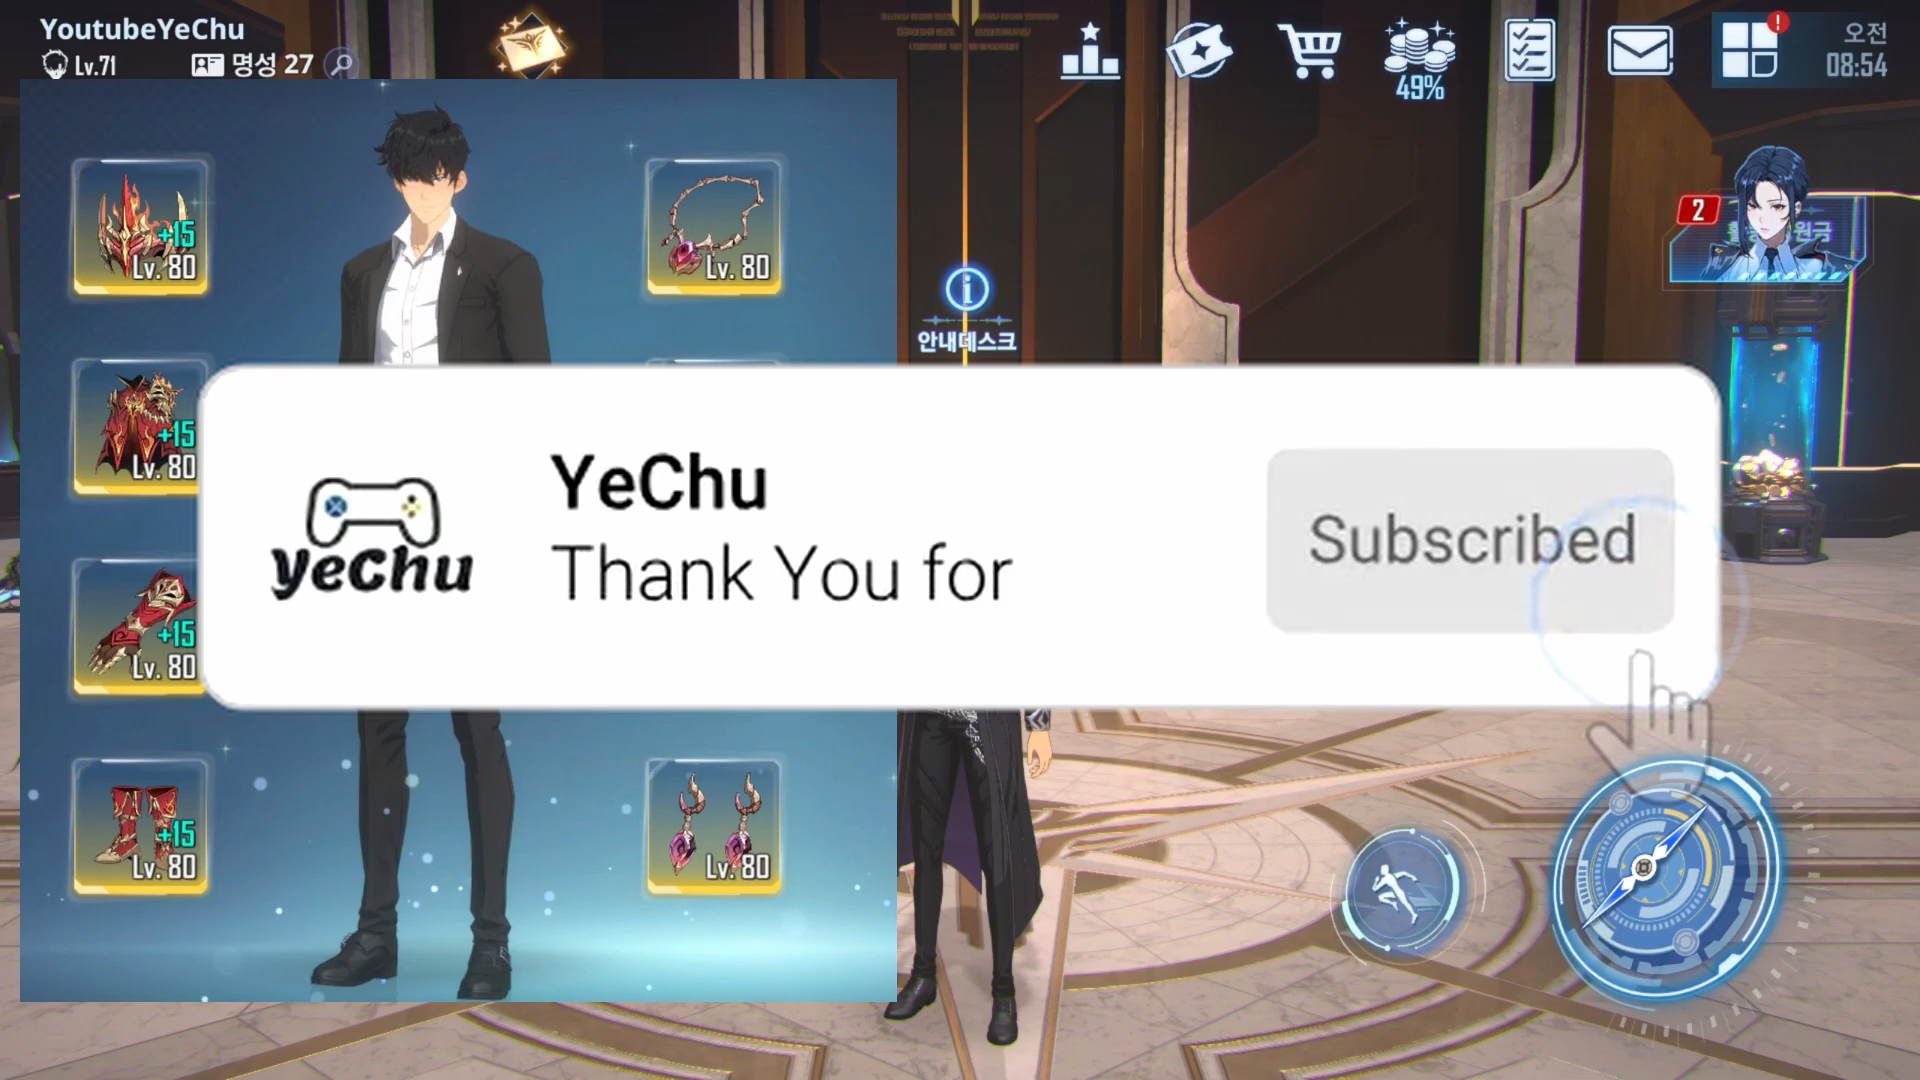 YoutubeYeChu
Lv.71
명성 27
49%
오전
08:54
2
원금
안내데스크
+15
Lv. 80
Lv. 80
+15
Lv. 80
+15
Lv. 80
+15
Lv. 80
Lv. 80
YeChu
YeChu
Thank You for
Subscribed